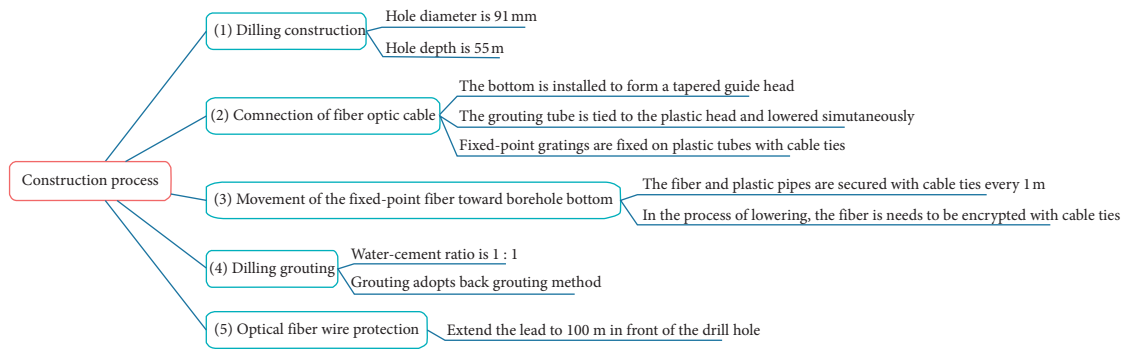 Construction process
(1) Dilling construction
Hole diameter is 91 mm
Hole depth is 55 m
(2) Comnection of fiber optic cable
The bottom is installed to form a tapered guide head
The grouting tube is tied to the plastic head and lowered simutaneously
Fixed-point gratings are fixed on plastic tubes with cable ties
(3) Movement of the fixed-point fiber toward borehole bottom
The fiber and plastic pipes are secured with cable ties every 1 m
In the process of lowering, the fiber is needs to be encrypted with cable ties
(4) Dilling grouting
Water-cement ratio is 1 : 1
Grouting adopts back grouting method
(5) Optical fiber wire protection
Extend the lead to 100 m in front of the drill hole